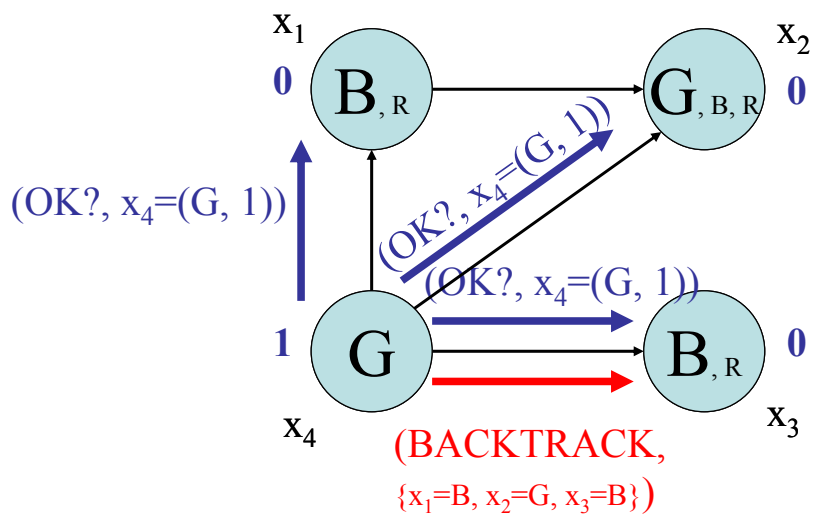 x1
x2
0
B, R
G, B, R
0
(OK?, x4=(G, 1))
(OK?, x4=(G, 1))
(OK?, x4=(G, 1))
1
G
B, R
0
x4
x3
(BACKTRACK,
{x1=B, x2=G, x3=B})